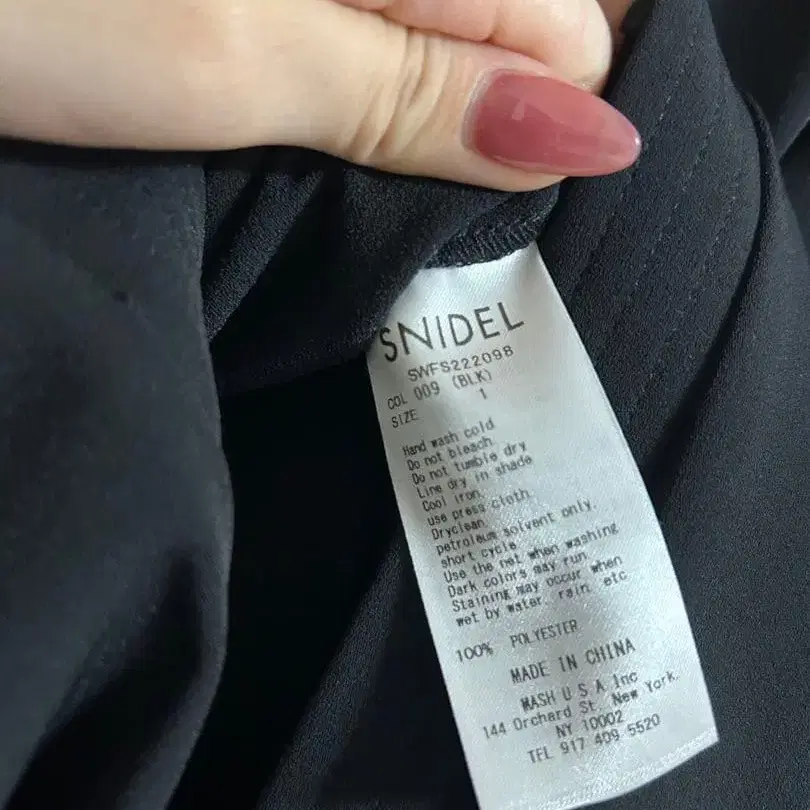 SNIDEL
SWFS222098
COL 009 (BLK)
SIZE 1
Hand wash cold
Do not bleach
Do not tumble dry
Line dry in shade
Cool iron
use press cloth
Dryclean
petroleum solvent only.
short cycle
Use the net when washing
Dark colors may run
Staining may occur when
wet by water, rain, etc
100% POLYESTER
MADE IN CHINA
MASH U S A Inc
144 Orchard St. New York.
NY 10002
TEL 917 409 5520